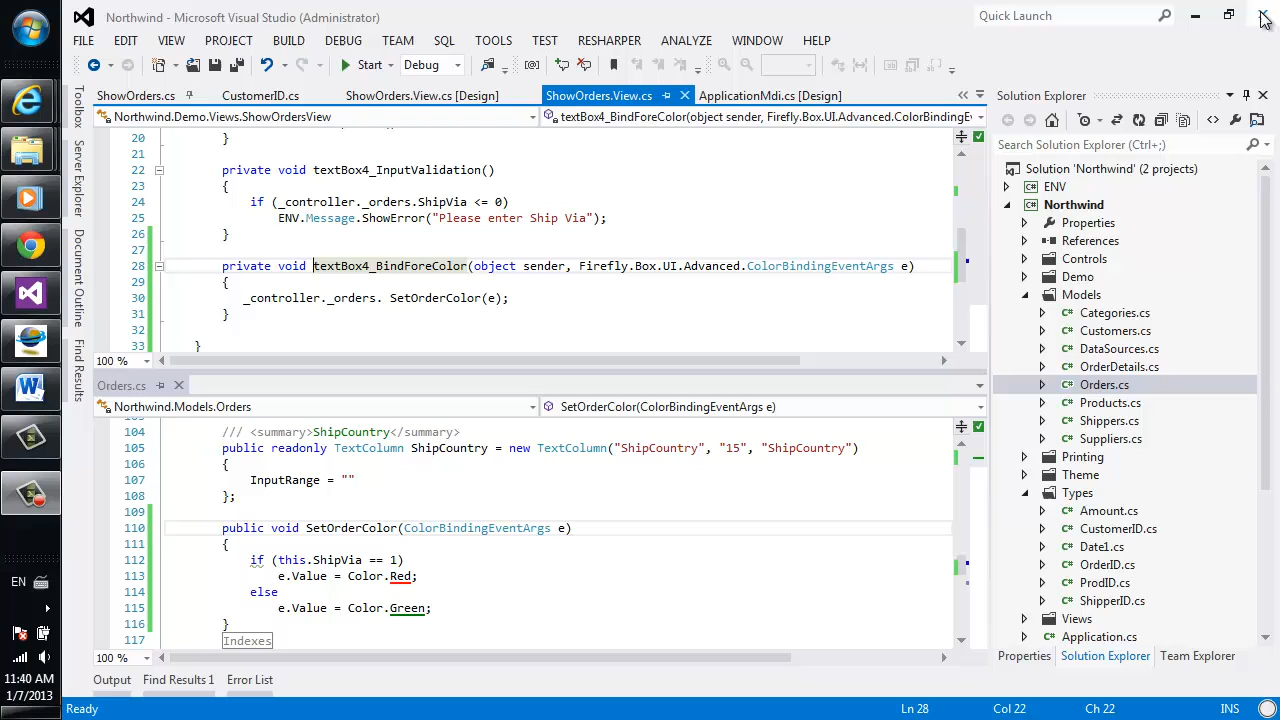 Northwind - Microsoft Visual Studio (Administrator)
Quick Launch
FILE EDIT VIEW PROJECT BUILD DEBUG TEAM SQL TOOLS TEST RESHARPER ANALYZE WINDOW HELP
Start Debug
Toolbox
Server Explorer
Document Outline
Find Results
ShowOrders.cs CustomerID.cs ShowOrders.View.cs [Design] ShowOrders.View.cs ApplicationMdi.cs [Design]
Northwind.Demo.Views.ShowOrdersView textBox4_BindForeColor(object sender, Firefly.Box.UI.Advanced.ColorBindingEv
20 }
21
22 private void textBox4_InputValidation()
23 {
24 if (_controller._orders.ShipVia <= 0)
25 ENV.Message.ShowError("Please enter Ship Via");
26 }
27
28 private void textBox4_BindForeColor(object sender, Firefly.Box.UI.Advanced.ColorBindingEventArgs e)
29 {
30 _controller._orders. SetOrderColor(e);
31 }
32
33 }
100 %
Orders.cs
Northwind.Models.Orders SetOrderColor(ColorBindingEventArgs e)
104 /// <summary>ShipCountry</summary>
105 public readonly TextColumn ShipCountry = new TextColumn("ShipCountry", "15", "ShipCountry")
106 {
107 InputRange = ""
108 };
109
110 public void SetOrderColor(ColorBindingEventArgs e)
111 {
112 if (this.ShipVia == 1)
113 e.Value = Color.Red;
114 else
115 e.Value = Color.Green;
116 }
117 Indexes
100 %
Output Find Results 1 Error List
Ready Ln 28 Col 22 Ch 22 INS
Solution Explorer
Search Solution Explorer (Ctrl+;)
Solution 'Northwind' (2 projects)
ENV
Northwind
Properties
References
Controls
Demo
Models
Categories.cs
Customers.cs
DataSources.cs
OrderDetails.cs
Orders.cs
Products.cs
Shippers.cs
Suppliers.cs
Printing
Theme
Types
Amount.cs
CustomerID.cs
Date1.cs
OrderID.cs
ProdID.cs
ShipperID.cs
Views
Application.cs
Properties Solution Explorer Team Explorer
EN
11:40 AM
1/7/2013